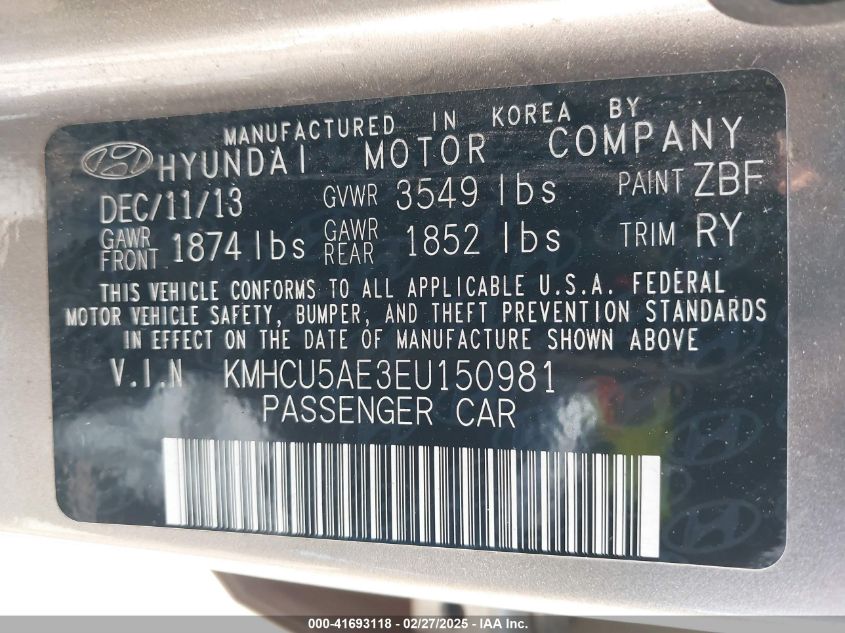 MANUFACTURED IN KOREA BY
HYUNDAI MOTOR COMPANY
DEC/11/13 GVWR 3549 lbs PAINT ZBF
GAWR FRONT 1874 lbs GAWR REAR 1852 lbs TRIM RY
THIS VEHICLE CONFORMS TO ALL APPLICABLE U.S.A. FEDERAL
MOTOR VEHICLE SAFETY, BUMPER, AND THEFT PREVENTION STANDARDS
IN EFFECT ON THE DATE OF MANUFACTURE SHOWN ABOVE
V.I.N KMHCU5AE3EU150981
PASSENGER CAR
000-41693118 - 02/27/2025 - IAA Inc.